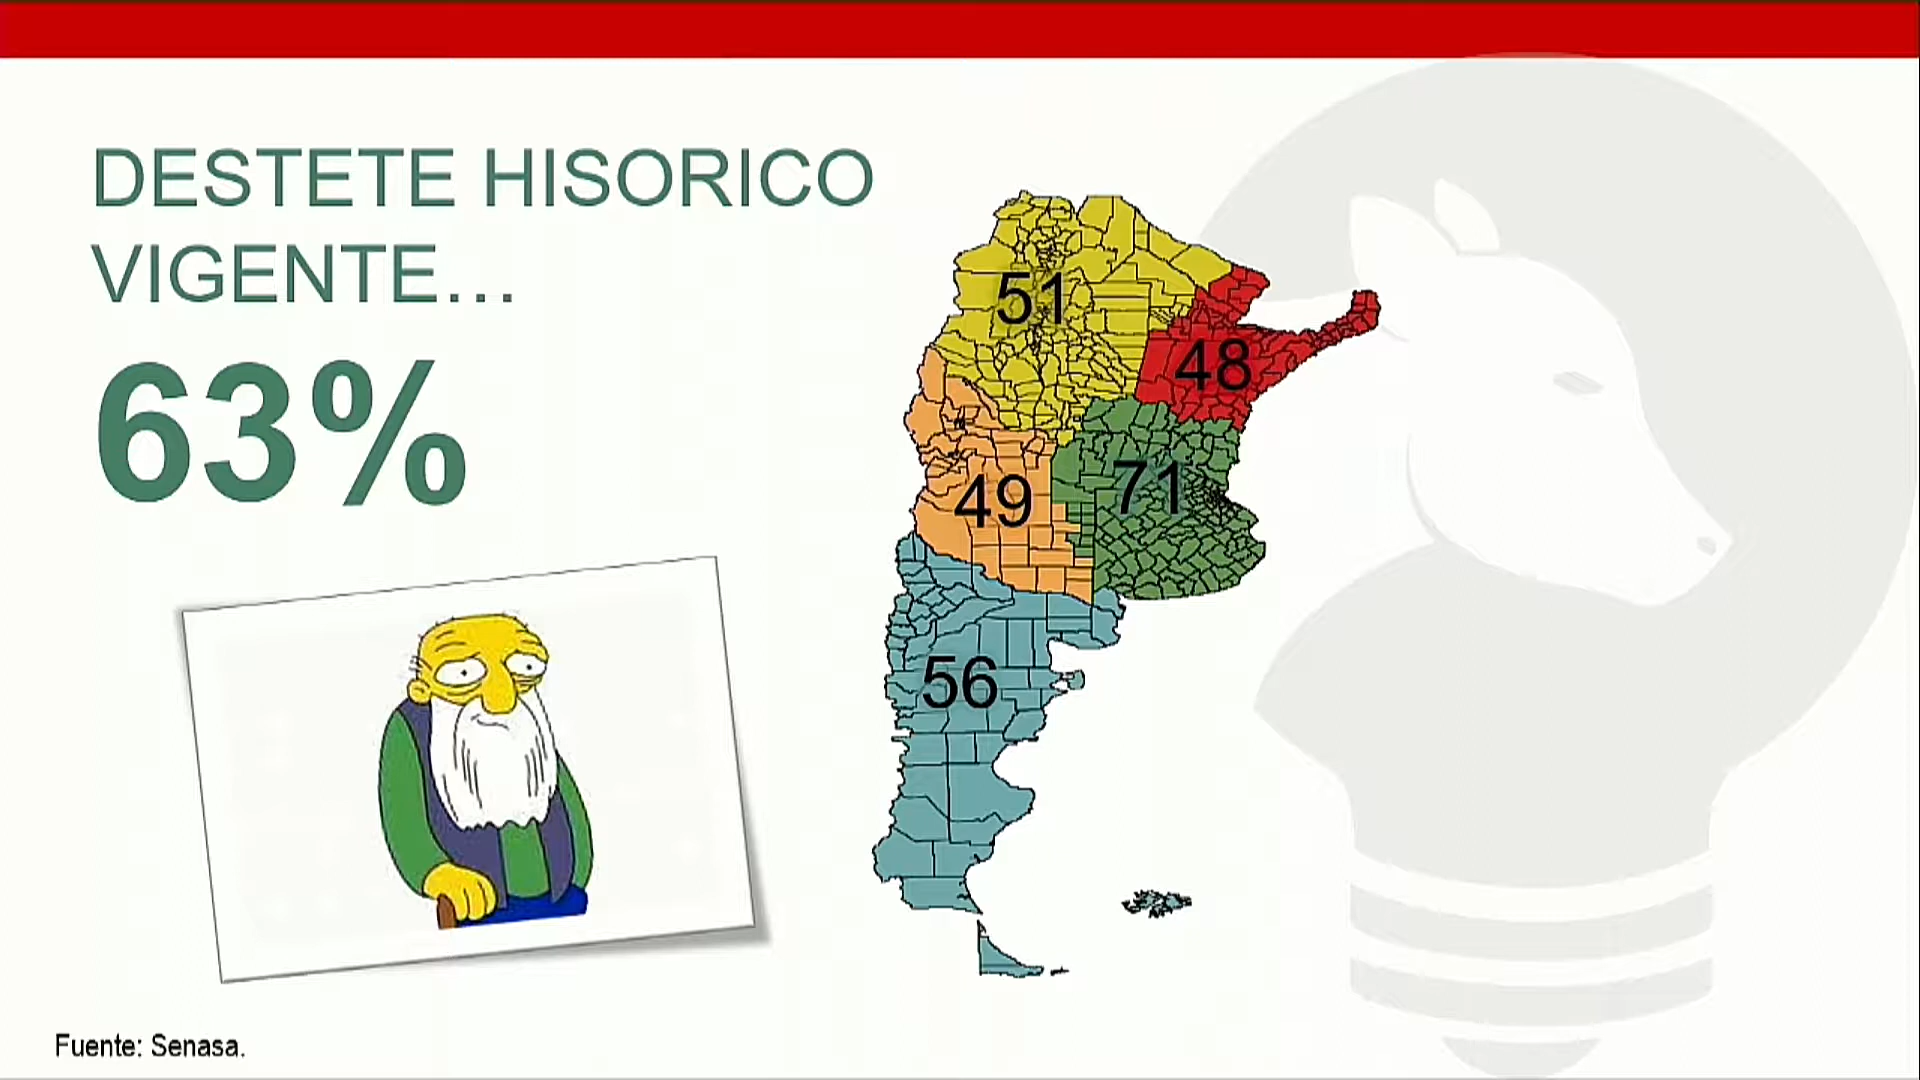 DESTETE HISORICO
VIGENTE...
63%
51
48
49
71
56
Fuente: Senasa.